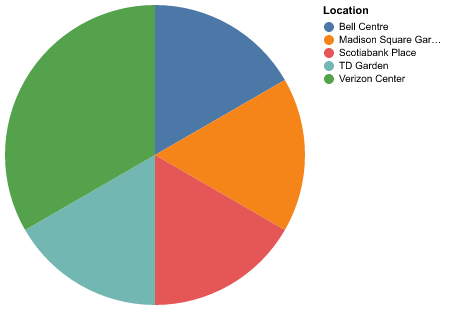 Location
Bell Centre
Madison Square Gar…
Scotiabank Place
TD Garden
Verizon Center